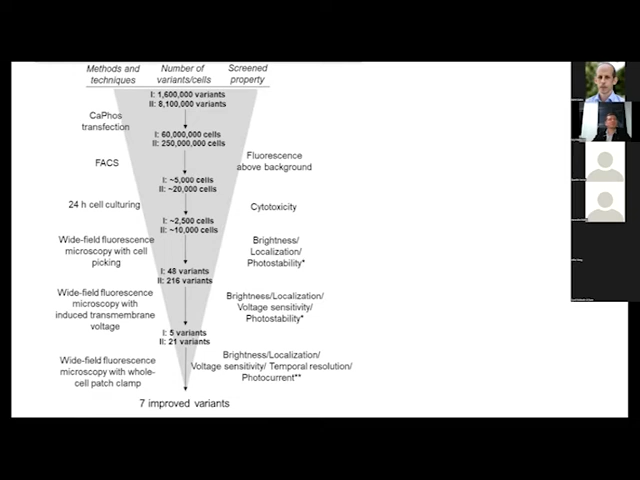 Methods and techniques
Number of variants/cells
Screened property
I: 1,600,000 variants
II: 8,100,000 variants
CaPhos
transfection
I: 60,000,000 cells
II: 250,000,000 cells
FACS
Fluorescence
above background
I: ~5,000 cells
II: ~20,000 cells
24 h cell culturing
Cytotoxicity
I: ~2,500 cells
II: ~10,000 cells
Wide-field fluorescence
microscopy with cell
picking
Brightness/
Localization/
Photostability*
I: 48 variants
II: 216 variants
Wide-field fluorescence
microscopy with
induced transmembrane
voltage
Brightness/Localization/
Voltage sensitivity/
Photostability*
I: 5 variants
II: 21 variants
Wide-field fluorescence
microscopy with whole-
cell patch clamp
Brightness/Localization/
Voltage sensitivity/ Temporal resolution/
Photocurrent**
7 improved variants